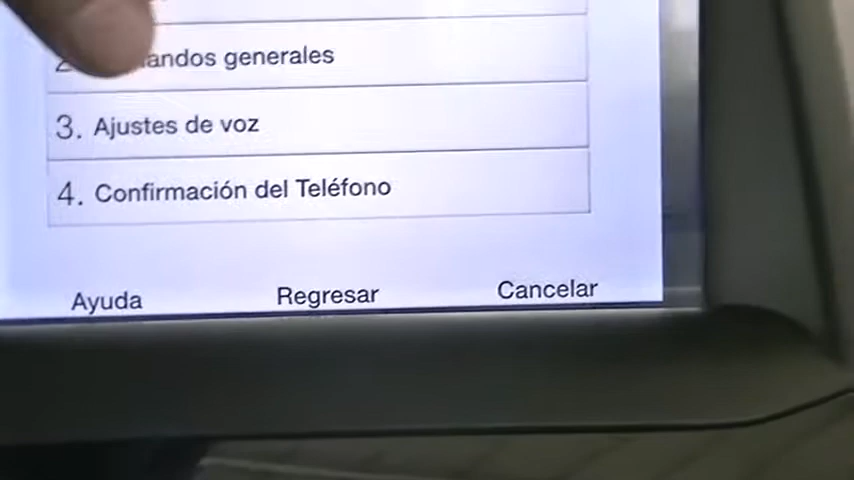 generales
3. Ajustes de voz
4. Confirmación del Teléfono
Ayuda Regresar Cancelar